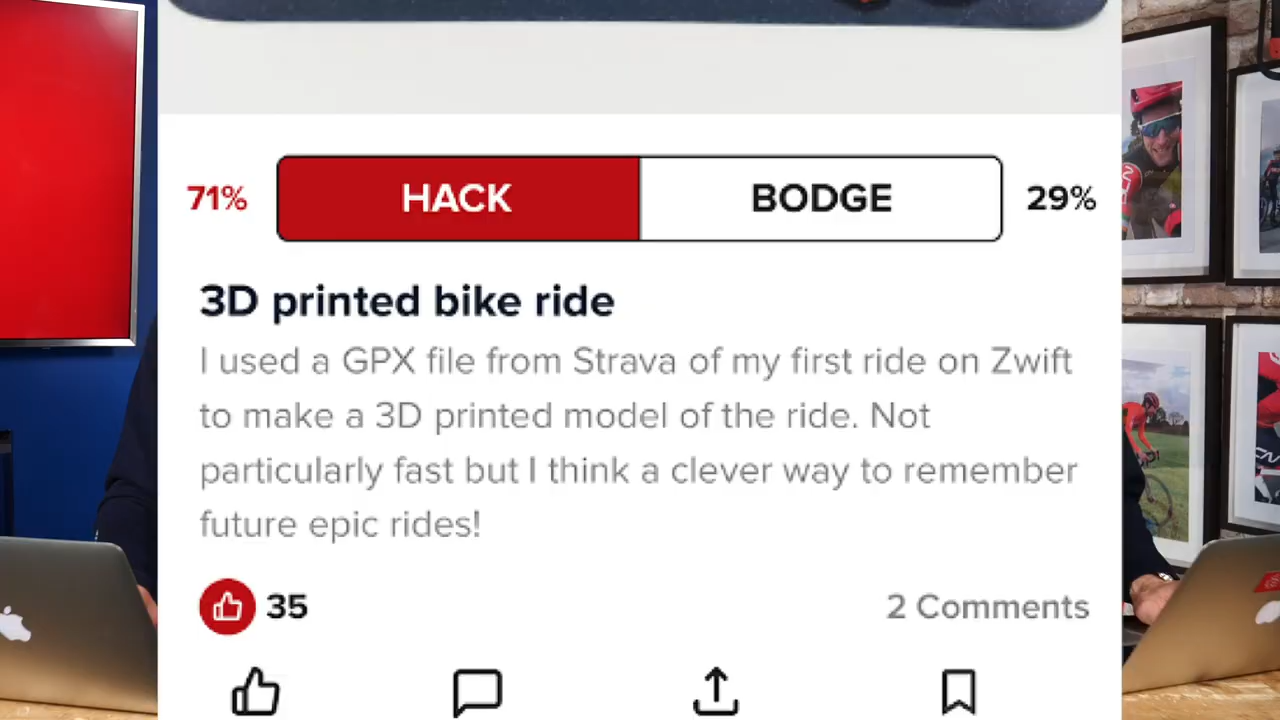 71%
HACK
BODGE
29%
3D printed bike ride
I used a GPX file from Strava of my first ride on Zwift
to make a 3D printed model of the ride. Not
particularly fast but I think a clever way to remember
future epic rides!
35
2 Comments